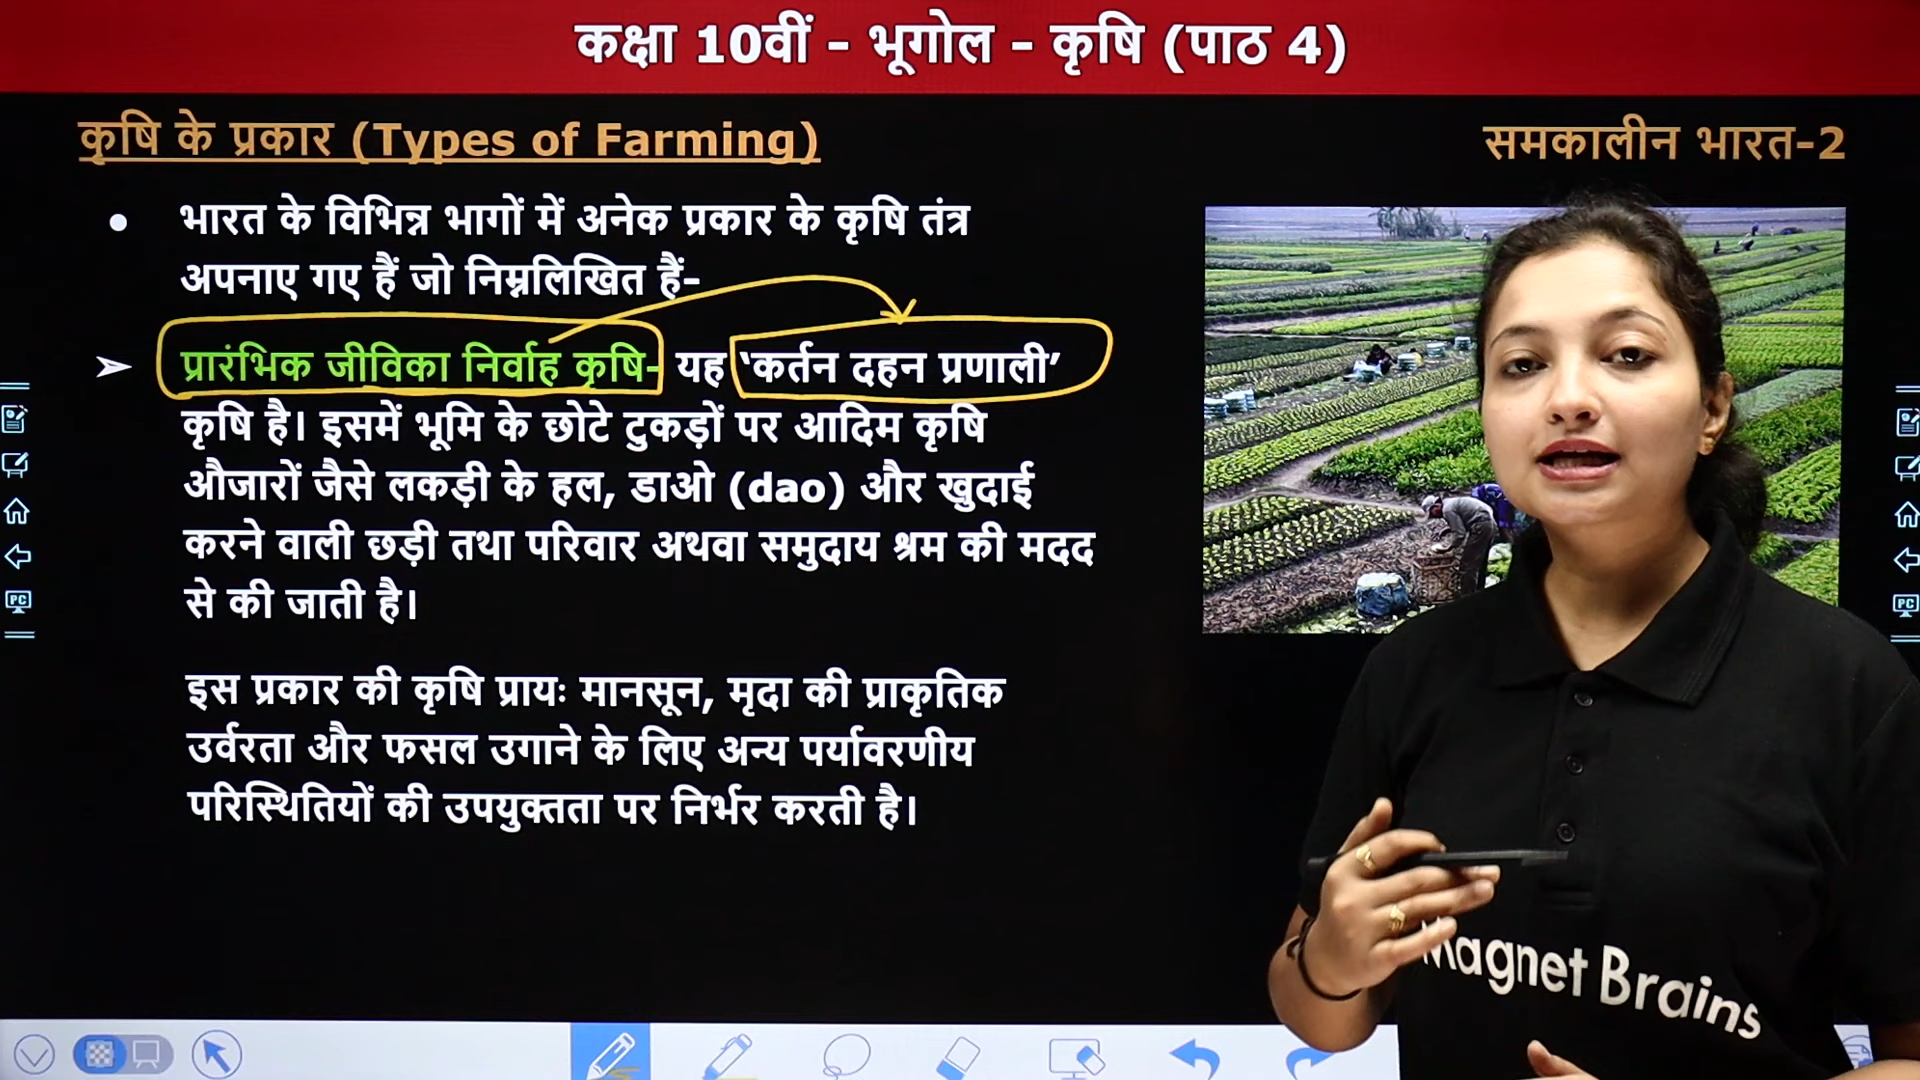 कक्षा 10वीं - भूगोल - कृषि (पाठ 4)
कृषि के प्रकार (Types of Farming)
समकालीन भारत-2
• भारत के विभिन्न भागों में अनेक प्रकार के कृषि तंत्र
अपनाए गए हैं जो निम्नलिखित हैं-
➢ प्रारंभिक जीविका निर्वाह कृषि- यह ‘कर्तन दहन प्रणाली’
कृषि है। इसमें भूमि के छोटे टुकड़ों पर आदिम कृषि
औजारों जैसे लकड़ी के हल, डाओ (dao) और खुदाई
करने वाली छड़ी तथा परिवार अथवा समुदाय श्रम की मदद
से की जाती है।
इस प्रकार की कृषि प्रायः मानसून, मृदा की प्राकृतिक
उर्वरता और फसल उगाने के लिए अन्य पर्यावरणीय
परिस्थितियों की उपयुक्तता पर निर्भर करती है।
Magnet Brains
PC
PC